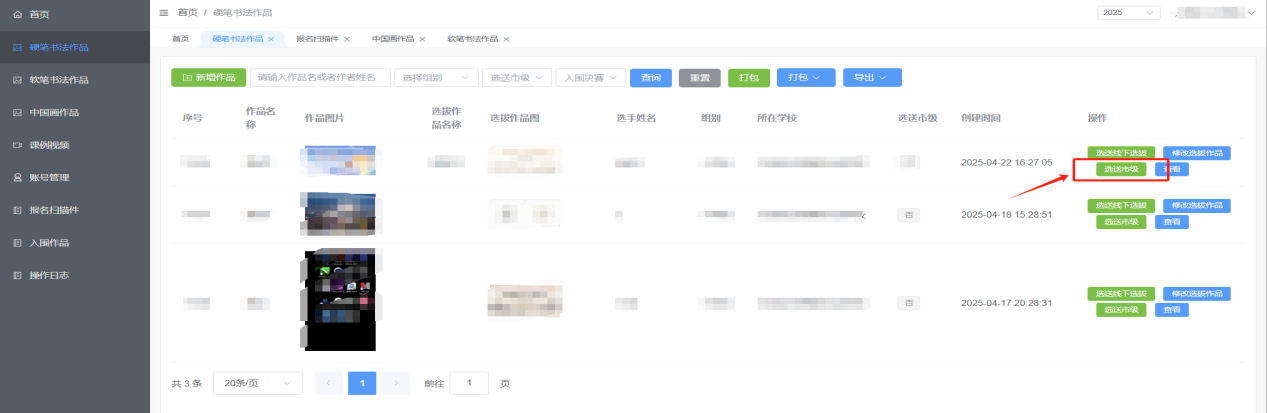 首页
硬笔书法作品
软笔书法作品
中国画作品
课例视频
账号管理
报名扫描件
入围作品
操作日志
首页 / 硬笔书法作品
2025
首页 硬笔书法作品 × 报名扫描件 × 中国画作品 × 软笔书法作品 ×
新增作品 请输入作品名或者作者姓名 选择组别 选送市级 入围决赛 查询 重置 打包 打包 导出
序号 作品名称 作品图片 选拔作品名称 选拔作品图 选手姓名 组别 所在学校 选送市级 创建时间 操作
2025-04-22 16:27:05 选送线下选拔 修改选拔作品
选送市级 查看
否 2025-04-18 15:28:51 选送线下选拔 修改选拔作品
选送市级 查看
否 2025-04-17 20:28:31 选送线下选拔 修改选拔作品
选送市级 查看
共 3 条 20条/页 < 1 > 前往 1 页